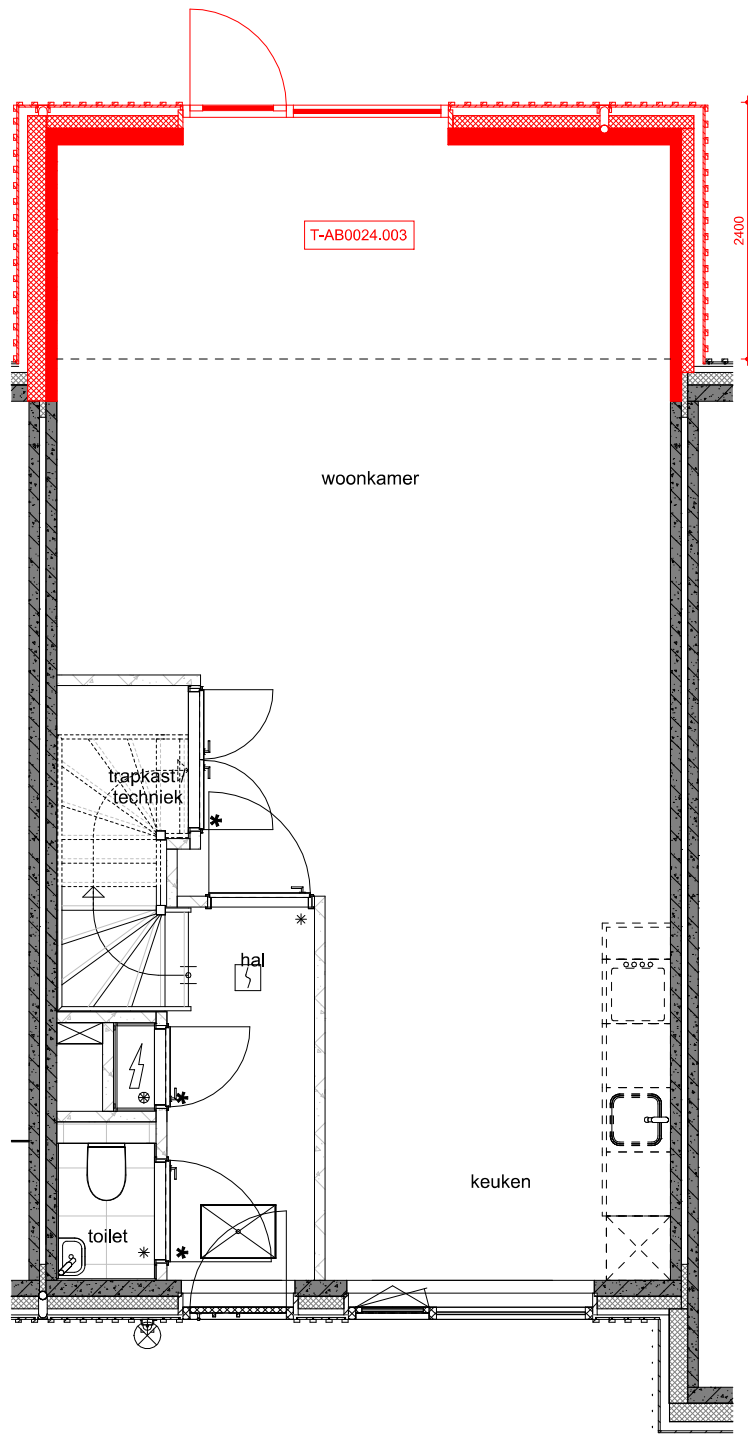 T-AB0024.003
2400
woonkamer
trapkast /
techniek
hal
keuken
toilet